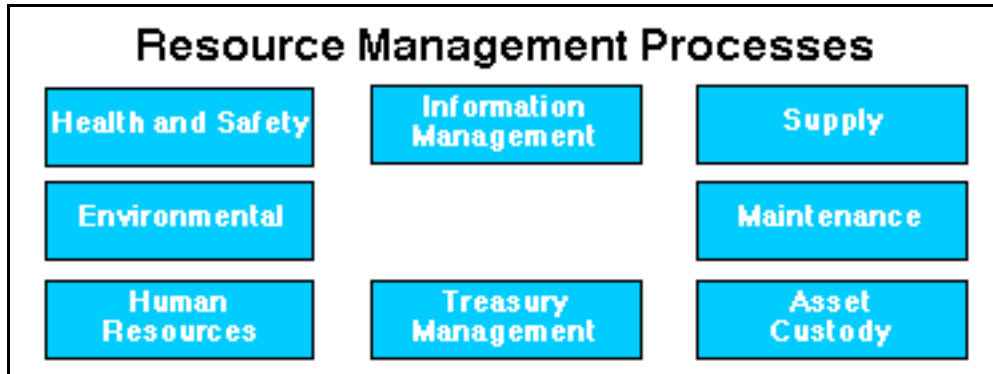 Resource Management Processes
Health and Safety
Information
Management
Supply
Environmental
Maintenance
Human
Resources
Treasury
Management
Asset
Custody